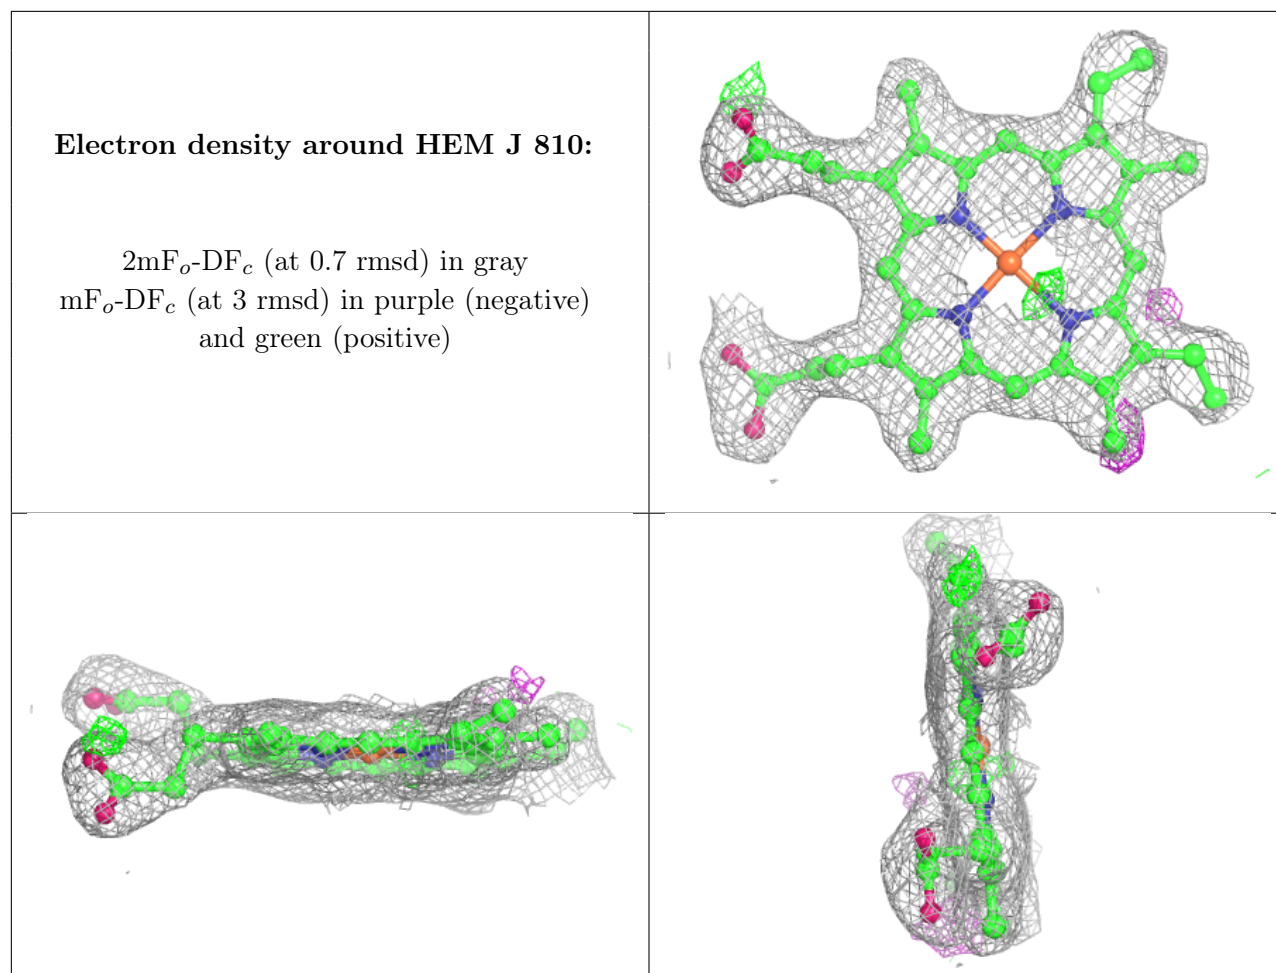 Electron density around HEM J 810:
2mFo-DFc (at 0.7 rmsd) in gray
mFo-DFc (at 3 rmsd) in purple (negative)
and green (positive)